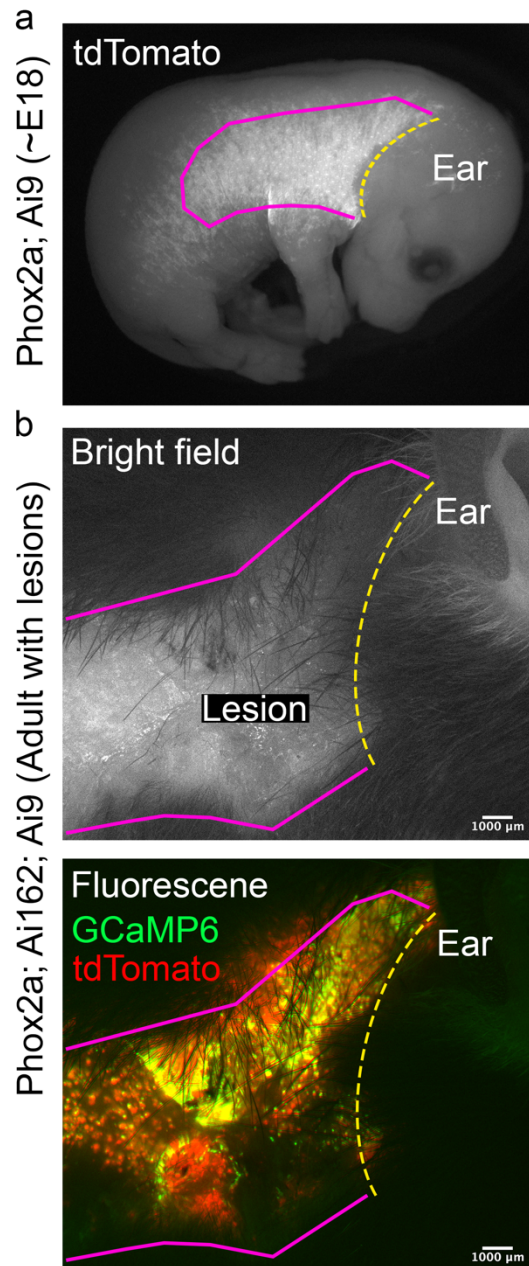 a
Phox2a; Ai9 (~E18)
tdTomato
Ear
b
Phox2a; Ai162; Ai9 (Adult with lesions)
Bright field
Ear
Lesion
1000 µm
Fluorescene
GCaMP6
tdTomato
Ear
1000 µm